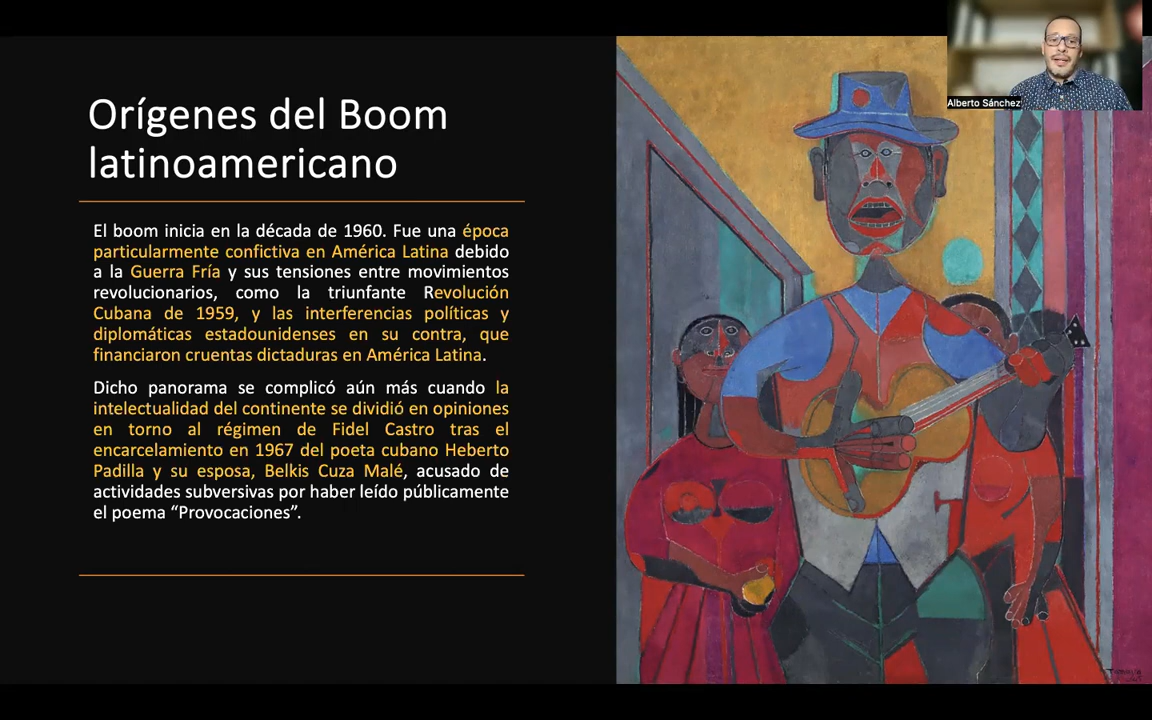 Orígenes del Boom
latinoamericano
El boom inicia en la década de 1960. Fue una época
particularmente confictiva en América Latina debido
a la Guerra Fría y sus tensiones entre movimientos
revolucionarios, como la triunfante Revolución
Cubana de 1959, y las interferencias políticas y
diplomáticas estadounidenses en su contra, que
financiaron cruentas dictaduras en América Latina.
Dicho panorama se complicó aún más cuando la
intelectualidad del continente se dividió en opiniones
en torno al régimen de Fidel Castro tras el
encarcelamiento en 1967 del poeta cubano Heberto
Padilla y su esposa, Belkis Cuza Malé, acusado de
actividades subversivas por haber leído públicamente
el poema “Provocaciones”.
Alberto Sánchez